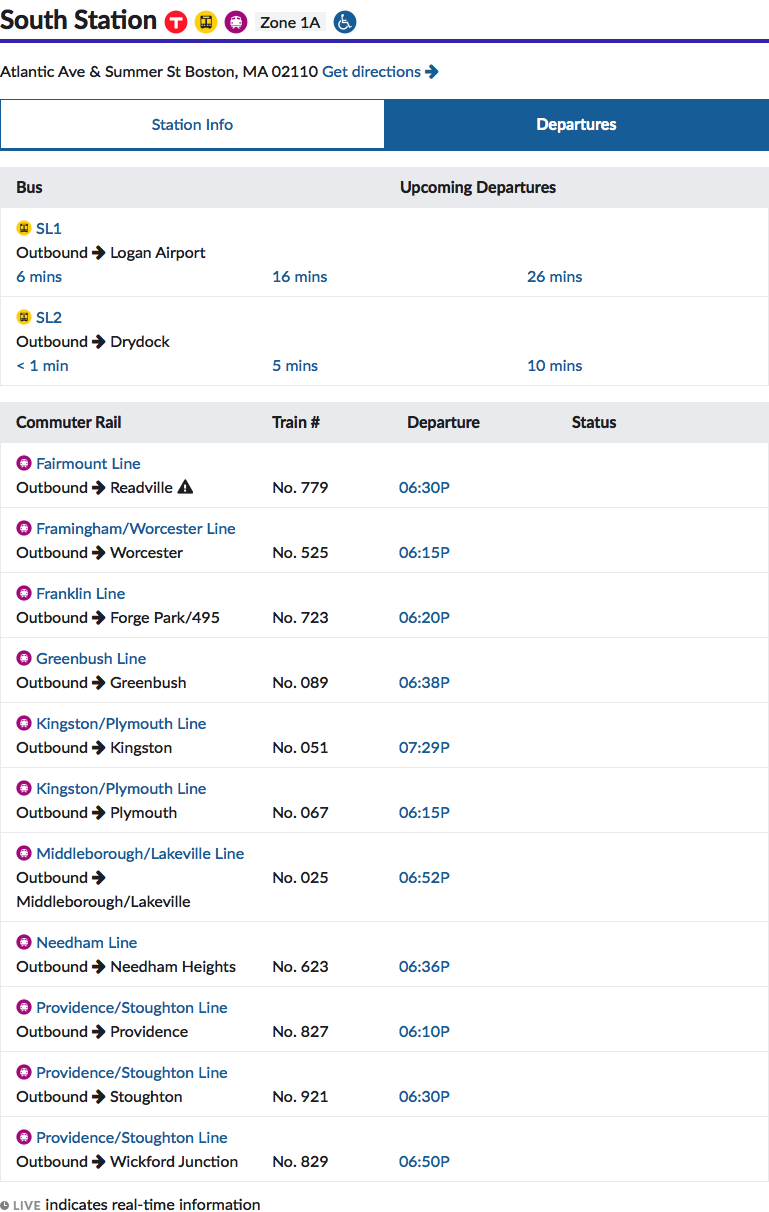 South Station T Zone 1A
Atlantic Ave & Summer St Boston, MA 02110 Get directions
Station Info Departures
Bus Upcoming Departures
SL1
Outbound Logan Airport
6 mins 16 mins 26 mins
SL2
Outbound Drydock
< 1 min 5 mins 10 mins
Commuter Rail Train # Departure Status
Fairmount Line
Outbound Readville No. 779 06:30P
Framingham/Worcester Line
Outbound Worcester No. 525 06:15P
Franklin Line
Outbound Forge Park/495 No. 723 06:20P
Greenbush Line
Outbound Greenbush No. 089 06:38P
Kingston/Plymouth Line
Outbound Kingston No. 051 07:29P
Kingston/Plymouth Line
Outbound Plymouth No. 067 06:15P
Middleborough/Lakeville Line
Outbound No. 025 06:52P
Middleborough/Lakeville
Needham Line
Outbound Needham Heights No. 623 06:36P
Providence/Stoughton Line
Outbound Providence No. 827 06:10P
Providence/Stoughton Line
Outbound Stoughton No. 921 06:30P
Providence/Stoughton Line
Outbound Wickford Junction No. 829 06:50P
LIVE indicates real-time information